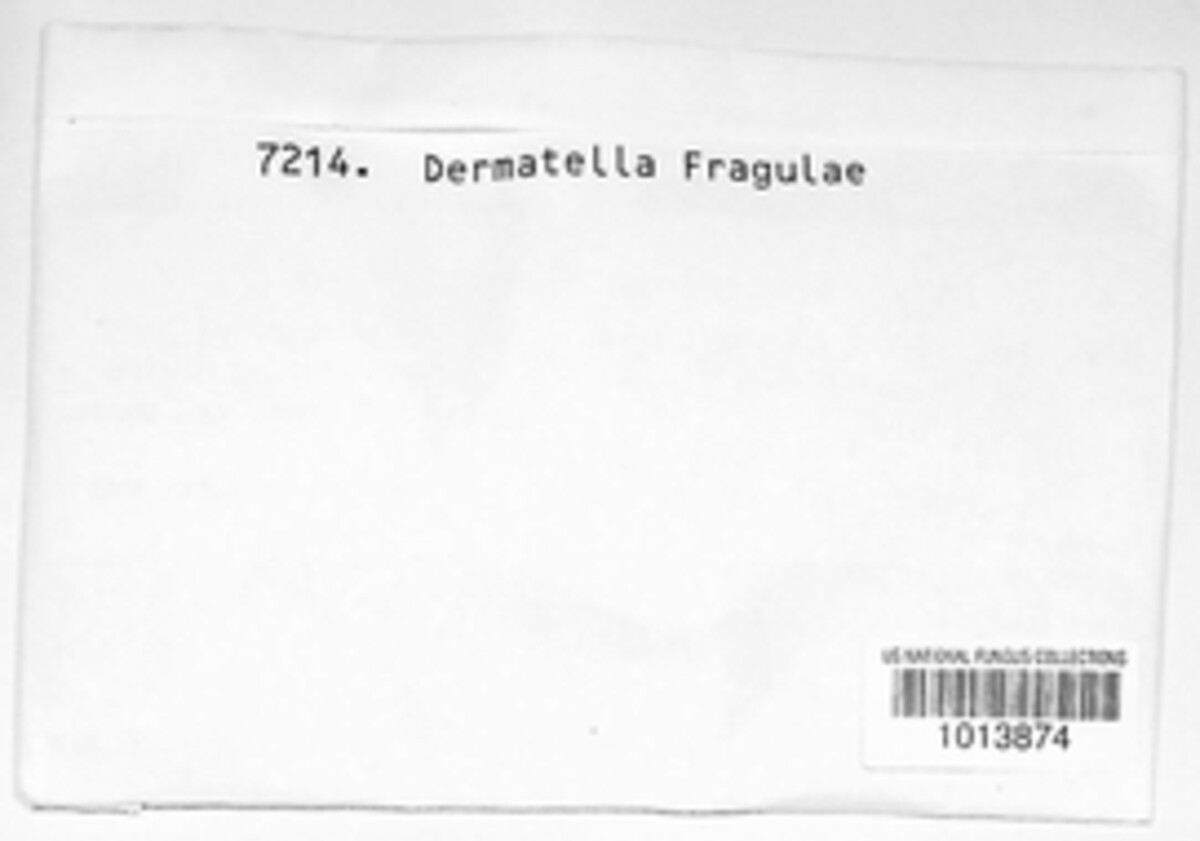 7214. Dermatella Fragulae
US NATIONAL FUNGUS COLLECTIONS
1013874